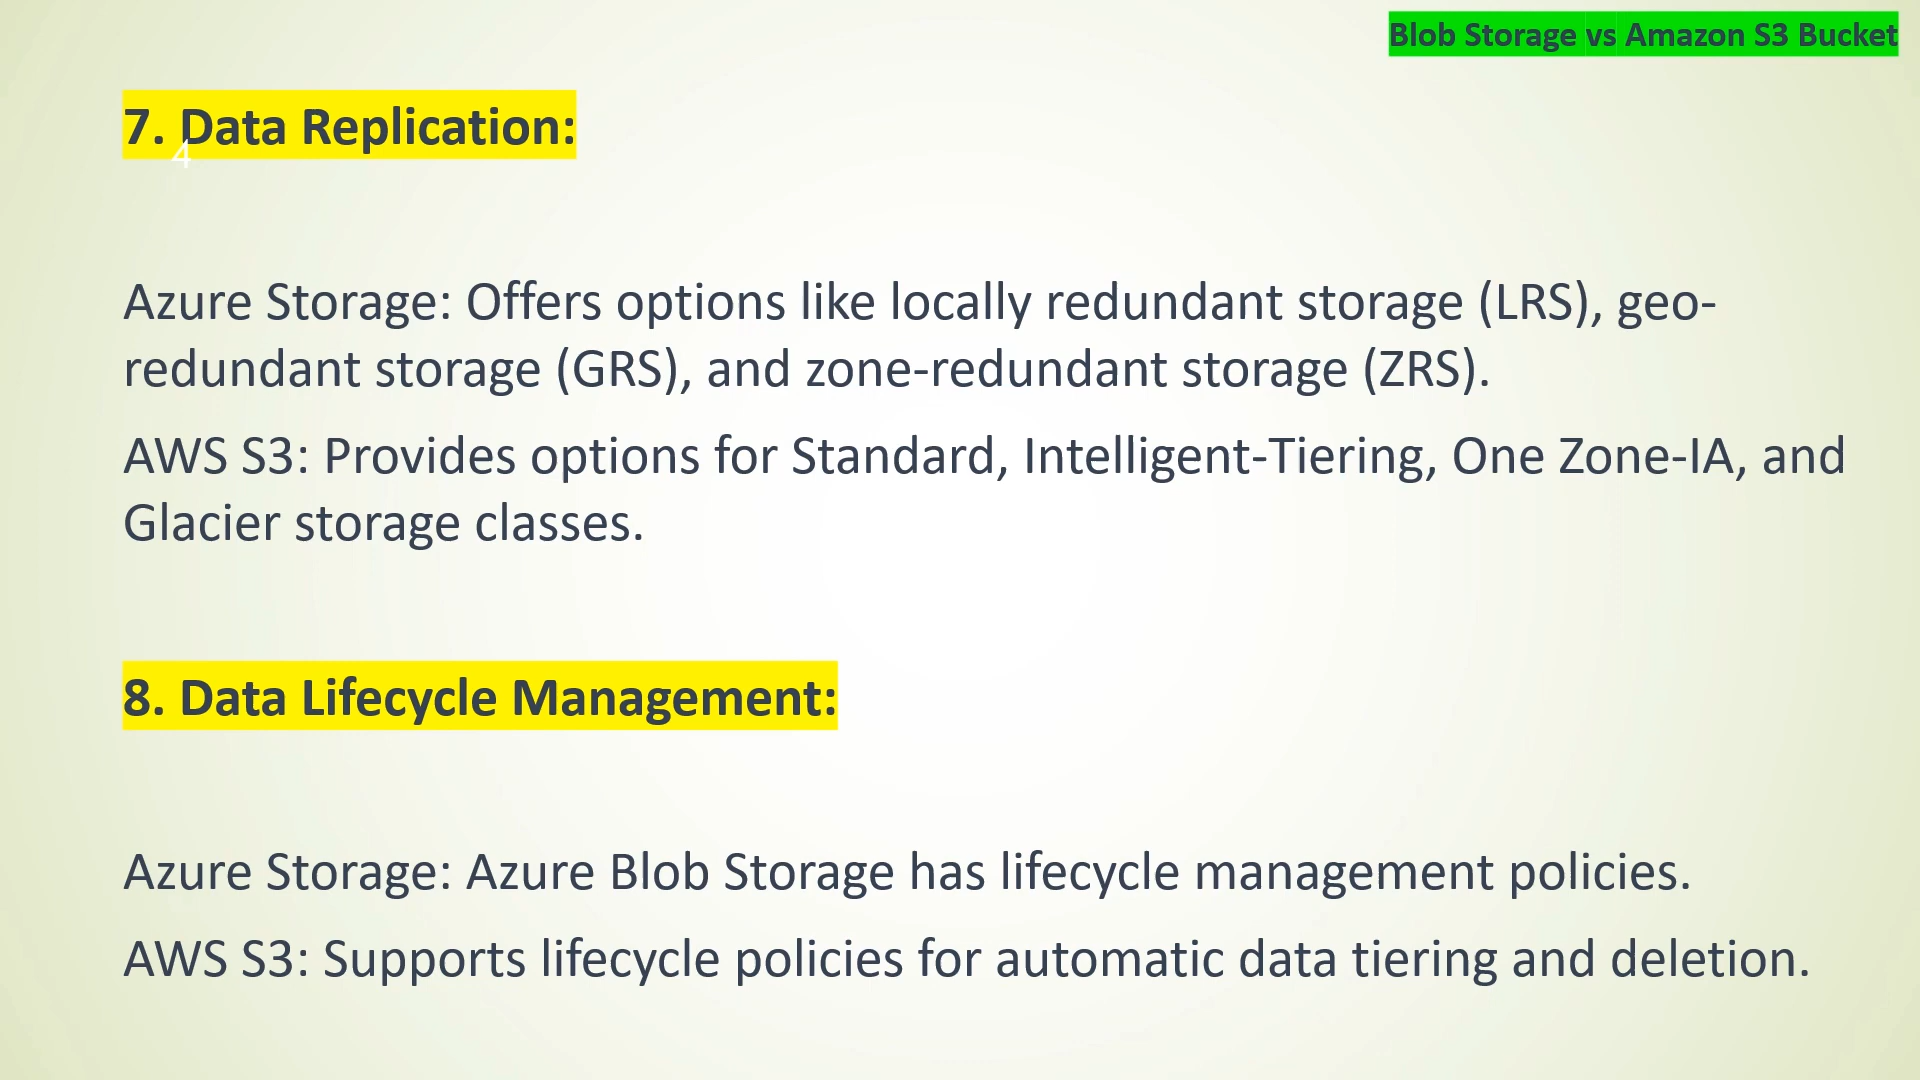 Blob Storage vs Amazon S3 Bucket
7. Data Replication:
4
Azure Storage: Offers options like locally redundant storage (LRS), geo-
redundant storage (GRS), and zone-redundant storage (ZRS).
AWS S3: Provides options for Standard, Intelligent-Tiering, One Zone-IA, and
Glacier storage classes.
8. Data Lifecycle Management:
Azure Storage: Azure Blob Storage has lifecycle management policies.
AWS S3: Supports lifecycle policies for automatic data tiering and deletion.